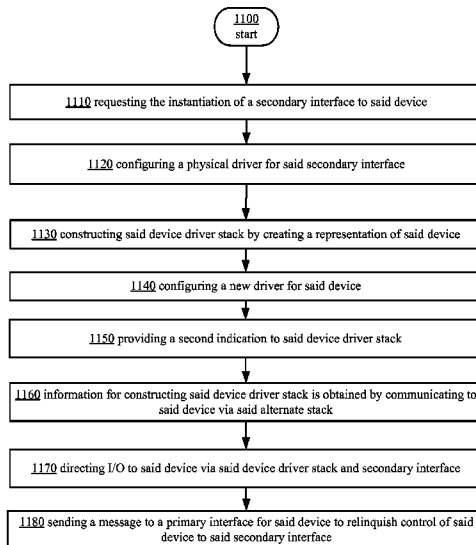 1100
start
1110 requesting the instantiation of a secondary interface to said device
1120 configuring a physical driver for said secondary interface
1130 constructing said device driver stack by creating a representation of said device
1140 configuring a new driver for said device
1150 providing a second indication to said device driver stack
1160 information for constructing said device driver stack is obtained by communicating to
said device via said alternate stack
1170 directing I/O to said device via said device driver stack and secondary interface
1180 sending a message to a primary interface for said device to relinquish control of said
device to said secondary interface